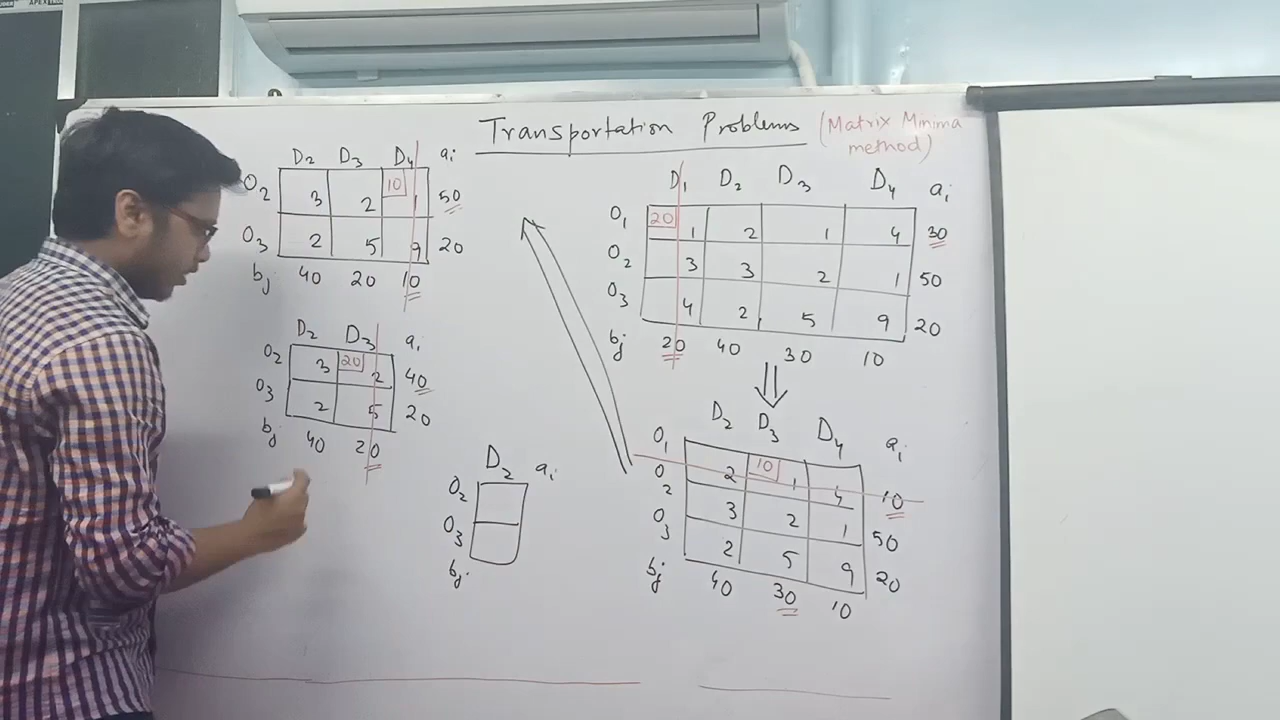 Transportation Problems (Matrix Minima method)
D1 D2 D3 D4 ai
O1 20 1 2 1 4 30
O2 3 3 2 1 50
O3 4 2 5 9 20
bj 20 40 30 10
D2 D3 D4 ai
O1 2 10 1 4 10
O2 3 2 1 50
O3 2 5 9 20
bj 40 30 10
D2 D3 D4 ai
O2 3 2 10 1 50
O3 2 5 9 20
bj 40 20 10
D2 D3 ai
O2 3 20 2 40
O3 2 5 20
bj 40 20
D2 ai
O2
O3
bj